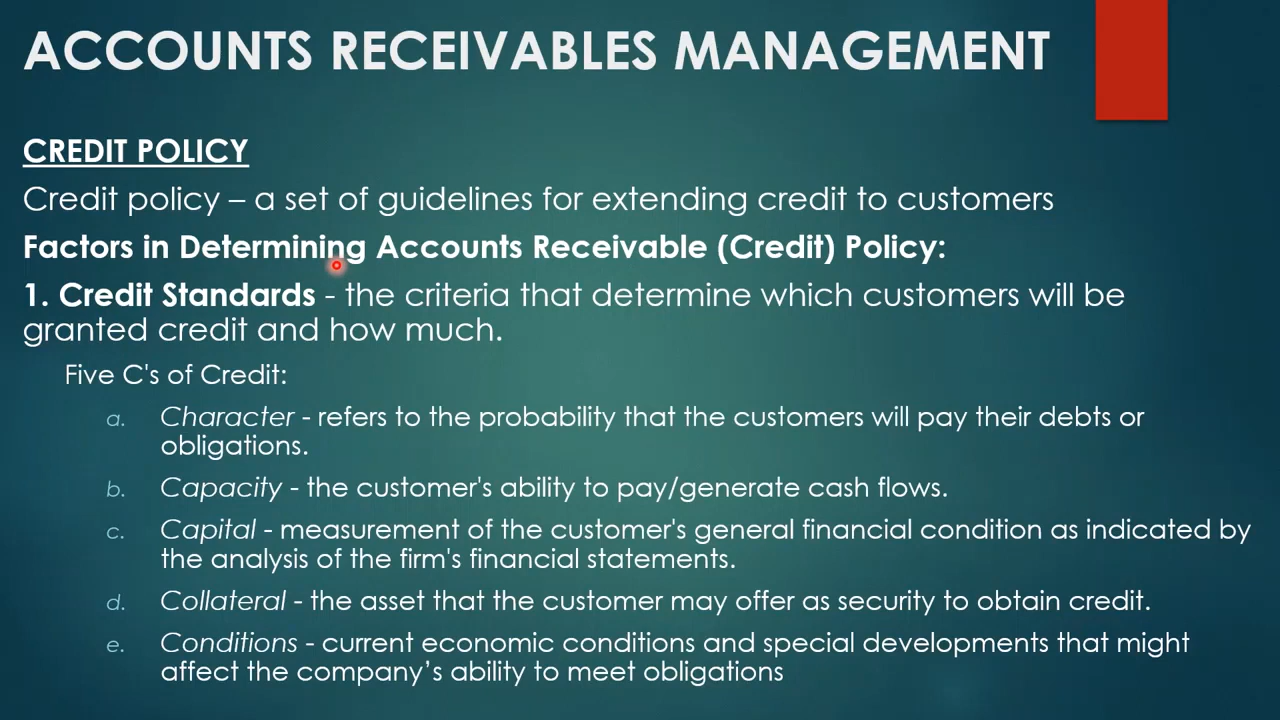 ACCOUNTS RECEIVABLES MANAGEMENT
CREDIT POLICY
Credit policy – a set of guidelines for extending credit to customers
Factors in Determining Accounts Receivable (Credit) Policy:
1. Credit Standards - the criteria that determine which customers will be
granted credit and how much.
Five C's of Credit:
a. Character - refers to the probability that the customers will pay their debts or
obligations.
b. Capacity - the customer's ability to pay/generate cash flows.
c. Capital - measurement of the customer's general financial condition as indicated by
the analysis of the firm's financial statements.
d. Collateral - the asset that the customer may offer as security to obtain credit.
e. Conditions - current economic conditions and special developments that might
affect the company’s ability to meet obligations